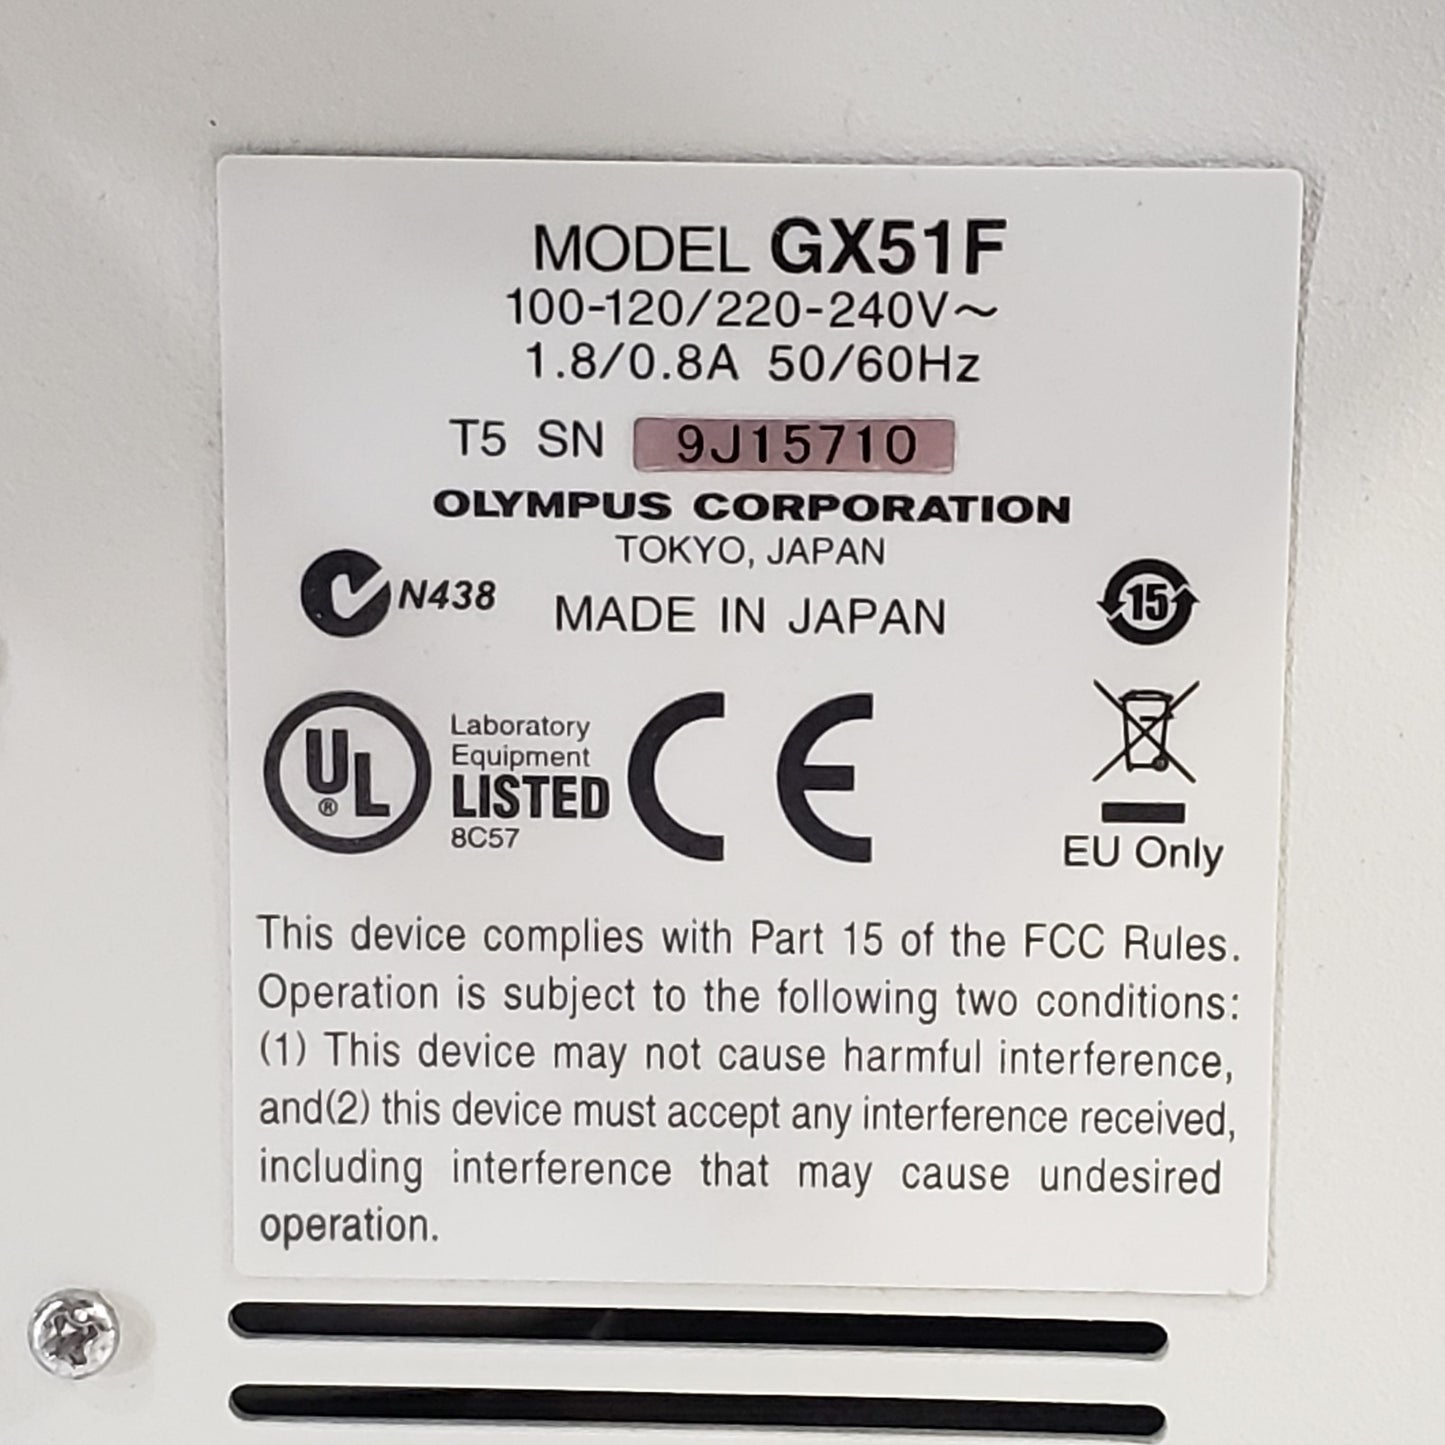 MODEL GX51F
100-120/220-240V～
1.8/0.8A 50/60Hz
T5 SN 9J15710
OLYMPUS CORPORATION
TOKYO, JAPAN
N438
MADE IN JAPAN
15
UL®
Laboratory
Equipment
LISTED
8C57
CE
EU Only
This device complies with Part 15 of the FCC Rules.
Operation is subject to the following two conditions:
(1) This device may not cause harmful interference,
and(2) this device must accept any interference received,
including interference that may cause undesired
operation.